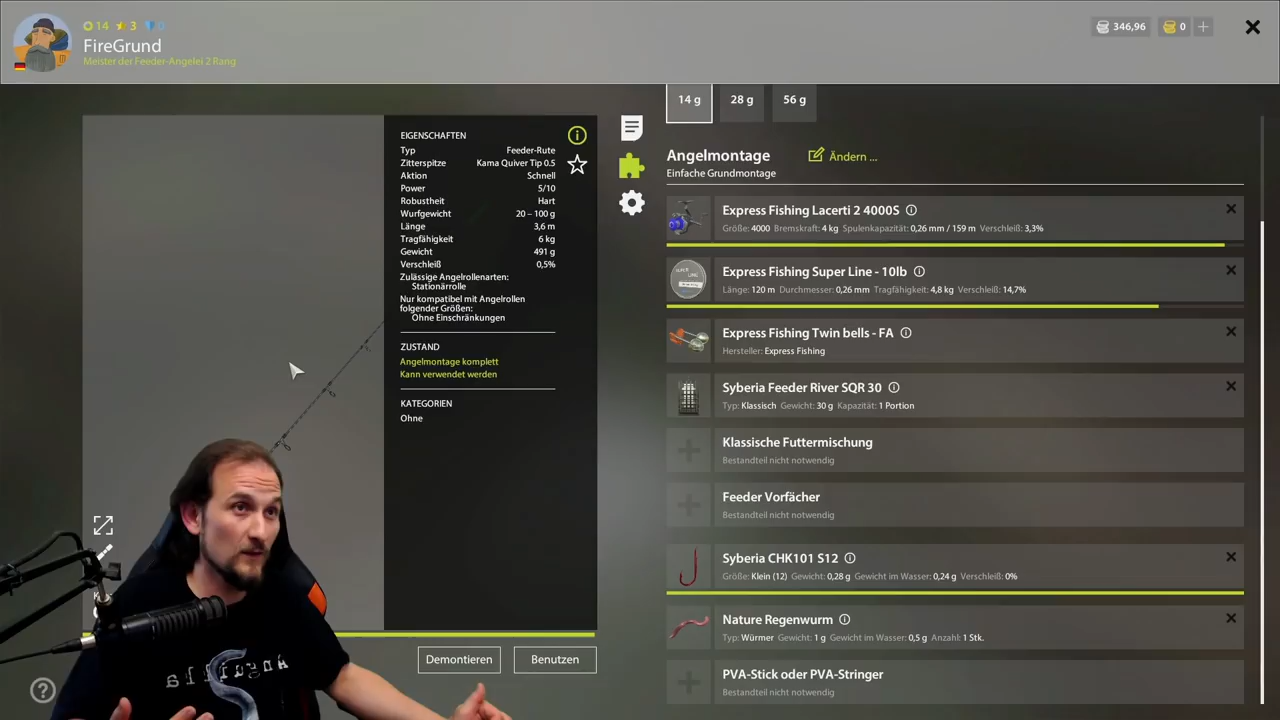 14 3 0
FireGrund
Meister der Feeder-Angelei 2 Rang
346,96 0
EIGENSCHAFTEN
Typ Feeder-Rute
Zitterspitze Kama Quiver Tip 0.5
Aktion Schnell
Power 5/10
Robustheit Hart
Wurfgewicht 20 – 100 g
Länge 3,6 m
Tragfähigkeit 6 kg
Gewicht 491 g
Verschleiß 0,5%
Zulässige Angelrollenarten:
Stationärrolle
Nur kompatibel mit Angelrollen
folgender Größen:
Ohne Einschränkungen
ZUSTAND
Angelmontage komplett
Kann verwendet werden
KATEGORIEN
Ohne
Demontieren Benutzen
14 g 28 g 56 g
Angelmontage Ändern ...
Einfache Grundmontage
Express Fishing Lacerti 2 4000S
Größe: 4000 Bremskraft: 4 kg Spulenkapazität: 0,26 mm / 159 m Verschleiß: 3,3%
Express Fishing Super Line - 10lb
Länge: 120 m Durchmesser: 0,26 mm Tragfähigkeit: 4,8 kg Verschleiß: 14,7%
Express Fishing Twin bells - FA
Hersteller: Express Fishing
Syberia Feeder River SQR 30
Typ: Klassisch Gewicht: 30 g Kapazität: 1 Portion
Klassische Futtermischung
Bestandteil nicht notwendig
Feeder Vorfächer
Bestandteil nicht notwendig
Syberia CHK101 S12
Größe: Klein (12) Gewicht: 0,28 g Gewicht im Wasser: 0,24 g Verschleiß: 0%
Nature Regenwurm
Typ: Würmer Gewicht: 1 g Gewicht im Wasser: 0,5 g Anzahl: 1 Stk.
PVA-Stick oder PVA-Stringer
Bestandteil nicht notwendig